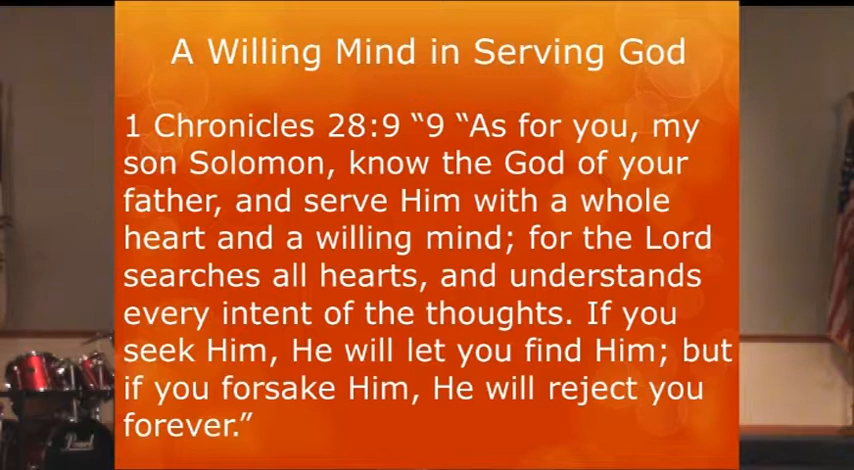 A Willing Mind in Serving God
1 Chronicles 28:9 “9 “As for you, my
son Solomon, know the God of your
father, and serve Him with a whole
heart and a willing mind; for the Lord
searches all hearts, and understands
every intent of the thoughts. If you
seek Him, He will let you find Him; but
if you forsake Him, He will reject you
forever.”
Pearl